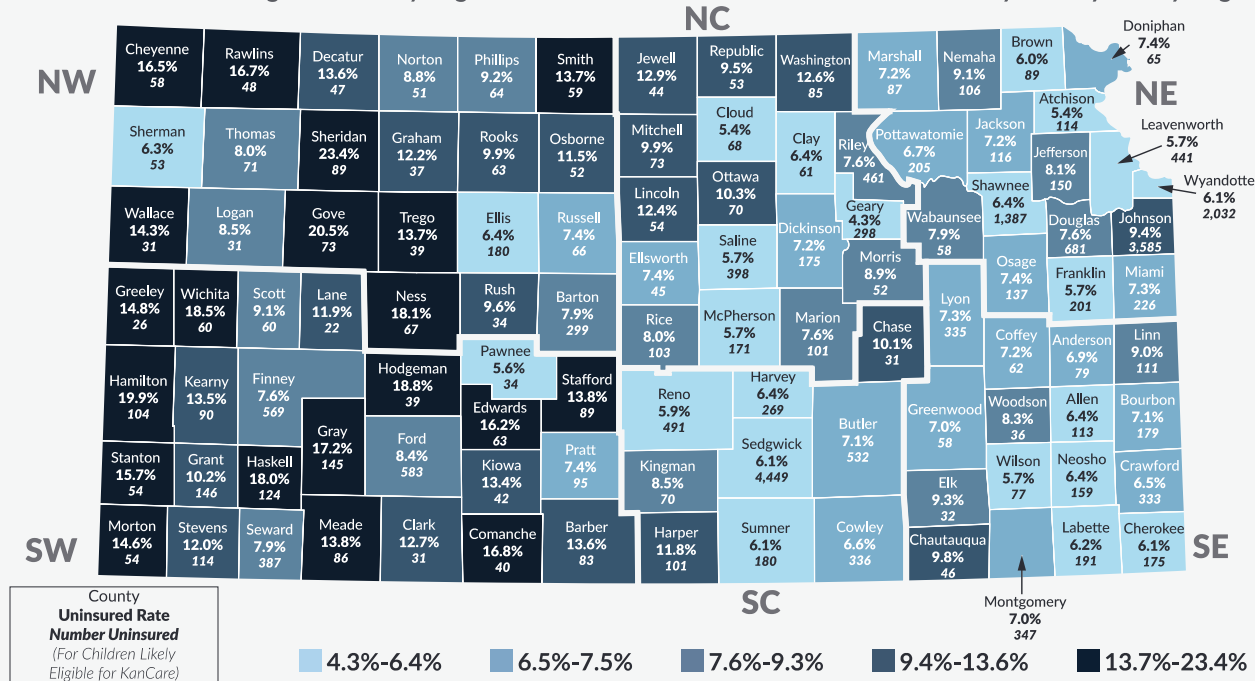 NC
NW
NE
Cheyenne
16.5%
58
Rawlins
16.7%
48
Decatur
13.6%
47
Norton
8.8%
51
Phillips
9.2%
64
Smith
13.7%
59
Jewell
12.9%
44
Republic
9.5%
53
Washington
12.6%
85
Marshall
7.2%
87
Nemaha
9.1%
106
Brown
6.0%
89
Doniphan
7.4%
65
Sherman
6.3%
53
Thomas
8.0%
71
Sheridan
23.4%
89
Graham
12.2%
37
Rooks
9.9%
63
Osborne
11.5%
52
Mitchell
9.9%
73
Cloud
5.4%
68
Clay
6.4%
61
Riley
7.6%
461
Pottawatomie
6.7%
205
Jackson
7.2%
116
Atchison
5.4%
114
Jefferson
8.1%
150
Leavenworth
5.7%
441
Wyandotte
6.1%
2,032
Wallace
14.3%
31
Logan
8.5%
31
Gove
20.5%
73
Trego
13.7%
39
Ellis
6.4%
180
Russell
7.4%
66
Lincoln
12.4%
54
Ottawa
10.3%
70
Saline
5.7%
398
Dickinson
7.2%
175
Geary
4.3%
298
Wabaunsee
7.9%
58
Shawnee
6.4%
1,387
Douglas
7.6%
681
Johnson
9.4%
3,585
Ellsworth
7.4%
45
Morris
8.9%
52
Osage
7.4%
137
Franklin
5.7%
201
Miami
7.3%
226
Greeley
14.8%
26
Wichita
18.5%
60
Scott
9.1%
60
Lane
11.9%
22
Ness
18.1%
67
Rush
9.6%
34
Barton
7.9%
299
Rice
8.0%
103
McPherson
5.7%
171
Marion
7.6%
101
Chase
10.1%
31
Lyon
7.3%
335
Coffey
7.2%
62
Anderson
6.9%
79
Linn
9.0%
111
Hamilton
19.9%
104
Kearny
13.5%
90
Finney
7.6%
569
Hodgeman
18.8%
39
Pawnee
5.6%
34
Stafford
13.8%
89
Edwards
16.2%
63
Reno
5.9%
491
Harvey
6.4%
269
Butler
7.1%
532
Greenwood
7.0%
58
Woodson
8.3%
36
Allen
6.4%
113
Bourbon
7.1%
179
Gray
17.2%
145
Ford
8.4%
583
Kiowa
13.4%
42
Pratt
7.4%
95
Kingman
8.5%
70
Sedgwick
6.1%
4,449
Elk
9.3%
32
Wilson
5.7%
77
Neosho
6.4%
159
Crawford
6.5%
333
Stanton
15.7%
54
Grant
10.2%
146
Haskell
18.0%
124
SW
Morton
14.6%
54
Stevens
12.0%
114
Seward
7.9%
387
Meade
13.8%
86
Clark
12.7%
31
Comanche
16.8%
40
Barber
13.6%
83
Harper
11.8%
101
Sumner
6.1%
180
Cowley
6.6%
336
Chautauqua
9.8%
46
Labette
6.2%
191
Cherokee
6.1%
175
SE
SC
Montgomery
7.0%
347
County
Uninsured Rate
Number Uninsured
(For Children Likely
Eligible for KanCare)
4.3%-6.4%
6.5%-7.5%
7.6%-9.3%
9.4%-13.6%
13.7%-23.4%